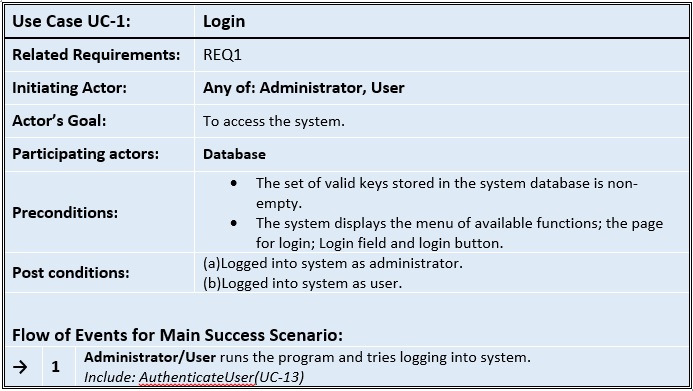 Use Case UC-1: Login
Related Requirements: REQ1
Initiating Actor: Any of: Administrator, User
Actor's Goal: To access the system.
Participating actors: Database
Preconditions:
• The set of valid keys stored in the system database is non-
empty.
• The system displays the menu of available functions; the page
for login; Login field and login button.
Post conditions:
(a)Logged into system as administrator.
(b)Logged into system as user.
Flow of Events for Main Success Scenario:
→ 1 Administrator/User runs the program and tries logging into system.
Include: AuthenticateUser(UC-13)